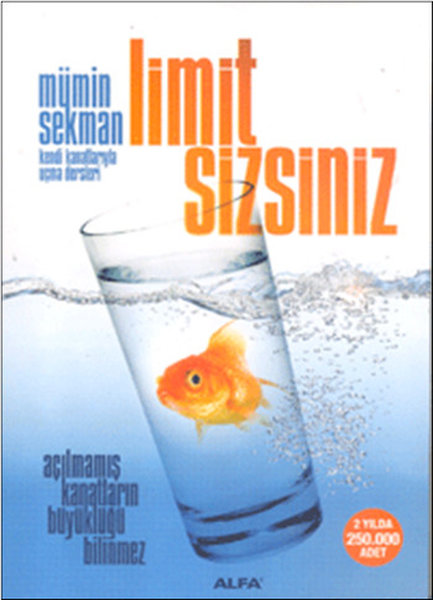 mümin
sekman
kendi kanatlarıyla
uçma dersleri
limit
sizsiniz
açılmamış
kanatların
büyüklüğü
bilinmez
2 YILDA
250.000
ADET
ALFA